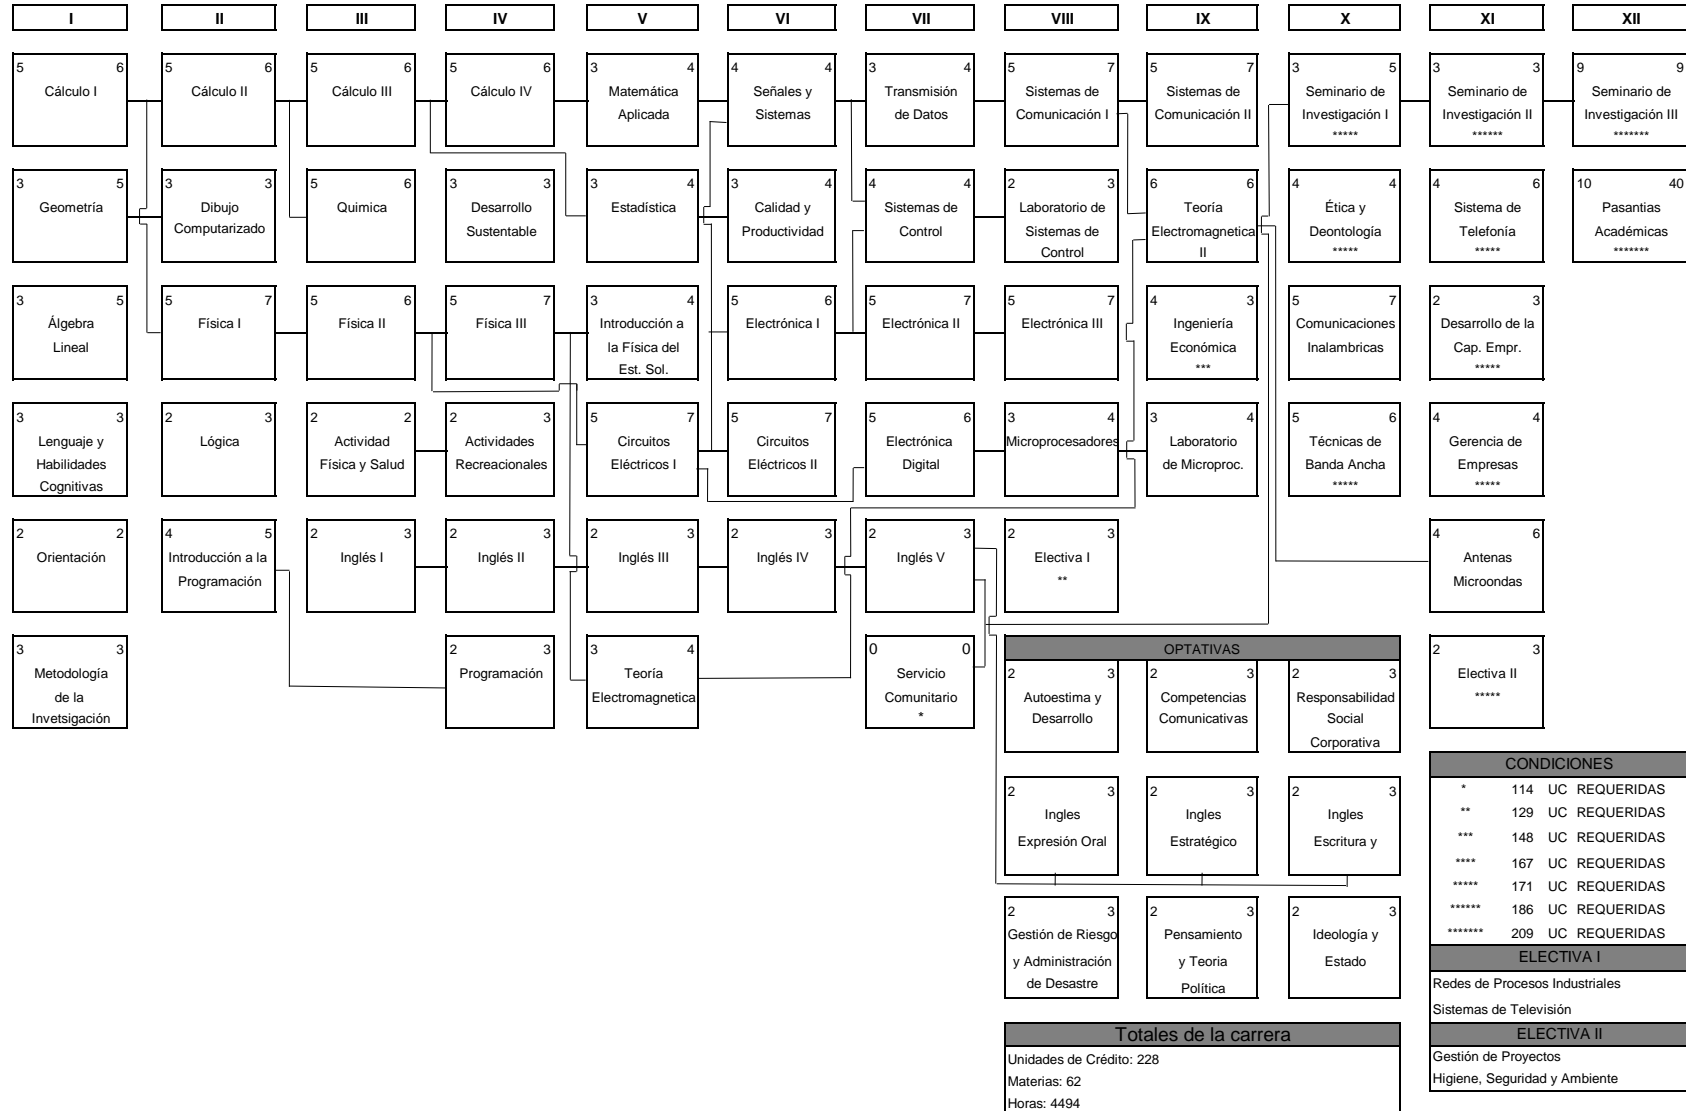 I II III IV V VI VII VIII IX X XI XII
5 6
Cálculo I
5 6
Cálculo II
5 6
Cálculo III
5 6
Cálculo IV
3 4
Matemática
Aplicada
4 4
Señales y
Sistemas
3 4
Transmisión
de Datos
5 7
Sistemas de
Comunicación I
5 7
Sistemas de
Comunicación II
3 5
Seminario de
Investigación I
*****
3 3
Seminario de
Investigación II
******
9 9
Seminario de
Investigación III
*******
3 5
Geometría
3 3
Dibujo
Computarizado
5 6
Quimica
3 3
Desarrollo
Sustentable
3 4
Estadística
3 4
Calidad y
Productividad
4 4
Sistemas de
Control
2 3
Laboratorio de
Sistemas de
Control
6 6
Teoría
Electromagnetica
II
4 4
Ética y
Deontología
*****
4 6
Sistema de
Telefonía
*****
10 40
Pasantias
Académicas
*******
3 5
Álgebra
Lineal
5 7
Física I
5 6
Física II
5 7
Física III
3 4
Introducción a
la Física del
Est. Sol.
5 6
Electrónica I
5 7
Electrónica II
5 7
Electrónica III
4 3
Ingeniería
Económica
***
5 7
Comunicaciones
Inalambricas
2 3
Desarrollo de la
Cap. Empr.
*****
3 3
Lenguaje y
Habilidades
Cognitivas
2 3
Lógica
2 2
Actividad
Física y Salud
2 3
Actividades
Recreacionales
5 7
Circuitos
Eléctricos I
5 7
Circuitos
Eléctricos II
5 6
Electrónica
Digital
3 4
Microprocesadores
3 4
Laboratorio
de Microproc.
5 6
Técnicas de
Banda Ancha
*****
4 4
Gerencia de
Empresas
*****
2 2
Orientación
4 5
Introducción a la
Programación
2 3
Inglés I
2 3
Inglés II
2 3
Inglés III
2 3
Inglés IV
2 3
Inglés V
2 3
Electiva I
**
4 6
Antenas
Microondas
3 3
Metodología
de la
Invetsigación
2 3
Programación
3 4
Teoría
Electromagnetica
0 0
Servicio
Comunitario
*
OPTATIVAS
2 3
Autoestima y
Desarrollo
2 3
Competencias
Comunicativas
2 3
Responsabilidad
Social
Corporativa
2 3
Electiva II
*****
2 3
Ingles
Expresión Oral
2 3
Ingles
Estratégico
2 3
Ingles
Escritura y
2 3
Gestión de Riesgo
y Administración
de Desastre
2 3
Pensamiento
y Teoria
Política
2 3
Ideología y
Estado
CONDICIONES
* 114 UC REQUERIDAS
** 129 UC REQUERIDAS
*** 148 UC REQUERIDAS
**** 167 UC REQUERIDAS
***** 171 UC REQUERIDAS
****** 186 UC REQUERIDAS
******* 209 UC REQUERIDAS
ELECTIVA I
Redes de Procesos Industriales
Sistemas de Televisión
ELECTIVA II
Gestión de Proyectos
Higiene, Seguridad y Ambiente
Totales de la carrera
Unidades de Crédito: 228
Materias: 62
Horas: 4494